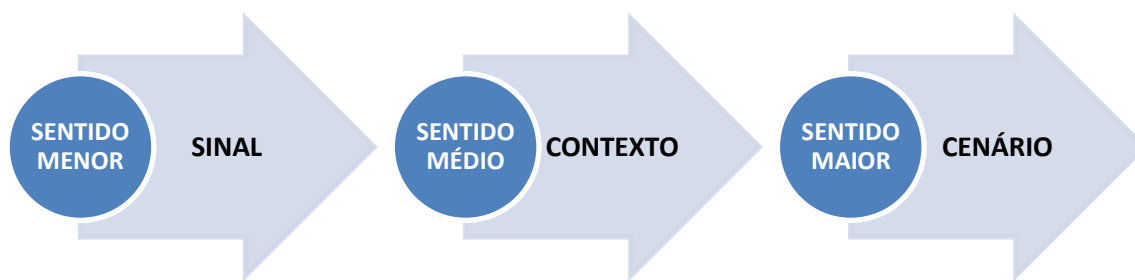 SENTIDO
MENOR
SINAL
SENTIDO
MÉDIO
CONTEXTO
SENTIDO
MAIOR
CENÁRIO